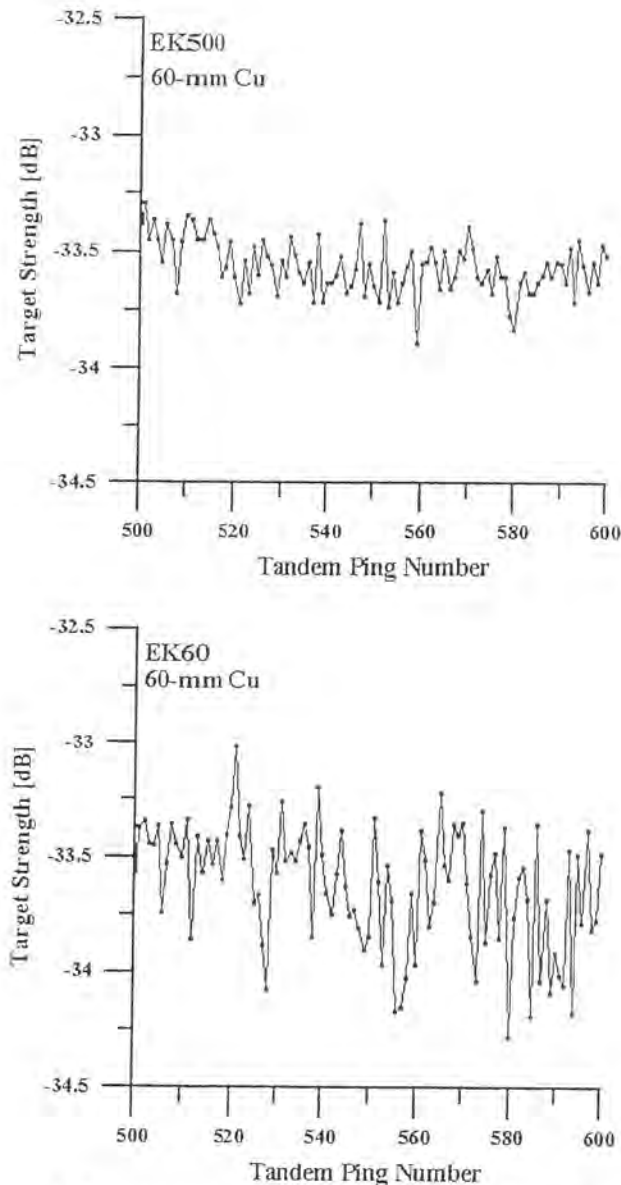 -32.5
EK500
60-mm Cu
-33
-33.5
-34
-34.5
Target Strength [dB]
500 520 540 560 580 600
Tandem Ping Number
-32.5
EK60
60-mm Cu
-33
-33.5
-34
-34.5
Target Strength [dB]
500 520 540 560 580 600
Tandem Ping Number